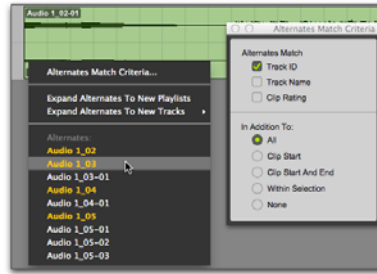 Audio 1_02-01
Alternates Match Criteria...
Expand Alternates To New Playlists
Expand Alternates To New Tracks
Alternates:
Audio 1_02
Audio 1_03
Audio 1_03-01
Audio 1_04
Audio 1_04-01
Audio 1_05
Audio 1_05-01
Audio 1_05-02
Audio 1_05-03
Alternates Match Criteria
Alternates Match
Track ID
Track Name
Clip Rating
In Addition To:
All
Clip Start
Clip Start And End
Within Selection
None